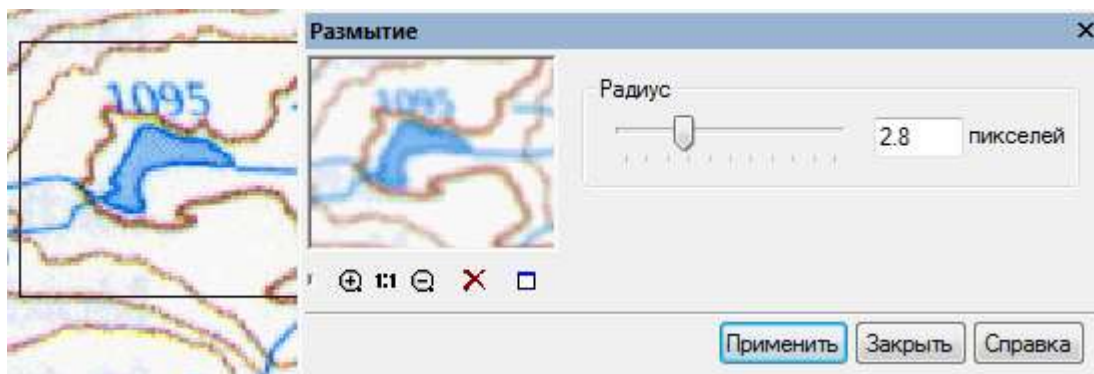 Размытие
1095
1095
Радиус
2.8 пикселей
1:1
Применить Закрыть Справка